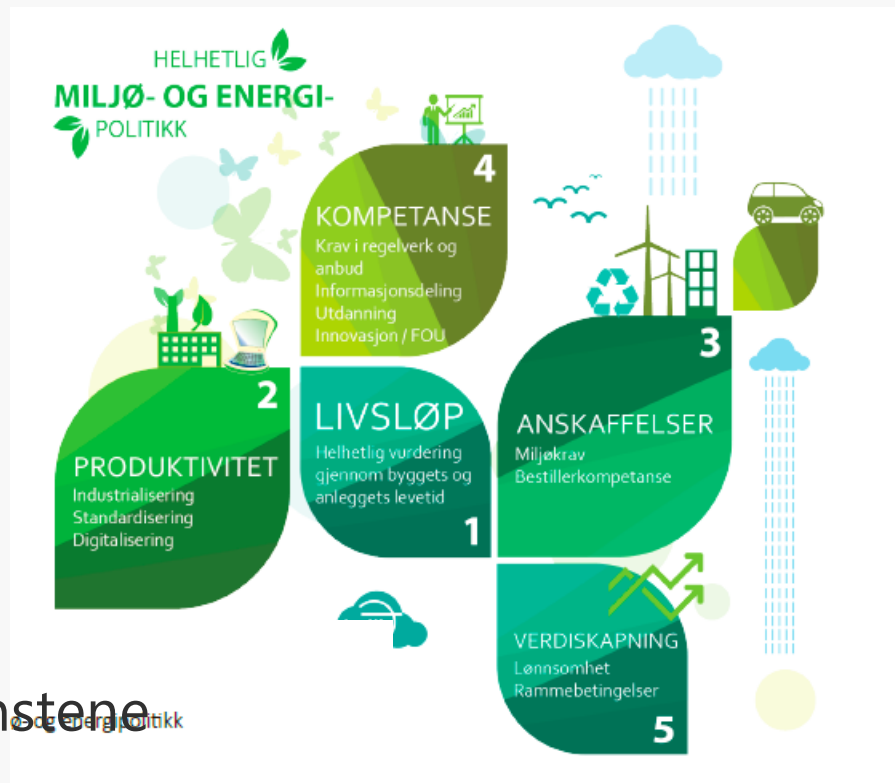 HELHETLIG
MILJØ- OG ENERGI-
POLITIKK
4
KOMPETANSE
Krav i regelverk og
anbud
Informasjonsdeling
Utdanning
Innovasjon / FOU
2
PRODUKTIVITET
Industrialisering
Standardisering
Digitalisering
LIVSLØP
Helhetlig vurdering
gjennom byggets og
anleggets levetid
1
3
ANSKAFFELSER
Miljøkrav
Bestillerkompetanse
VERDISKAPNING
Lønnsomhet
Rammebetingelser
5